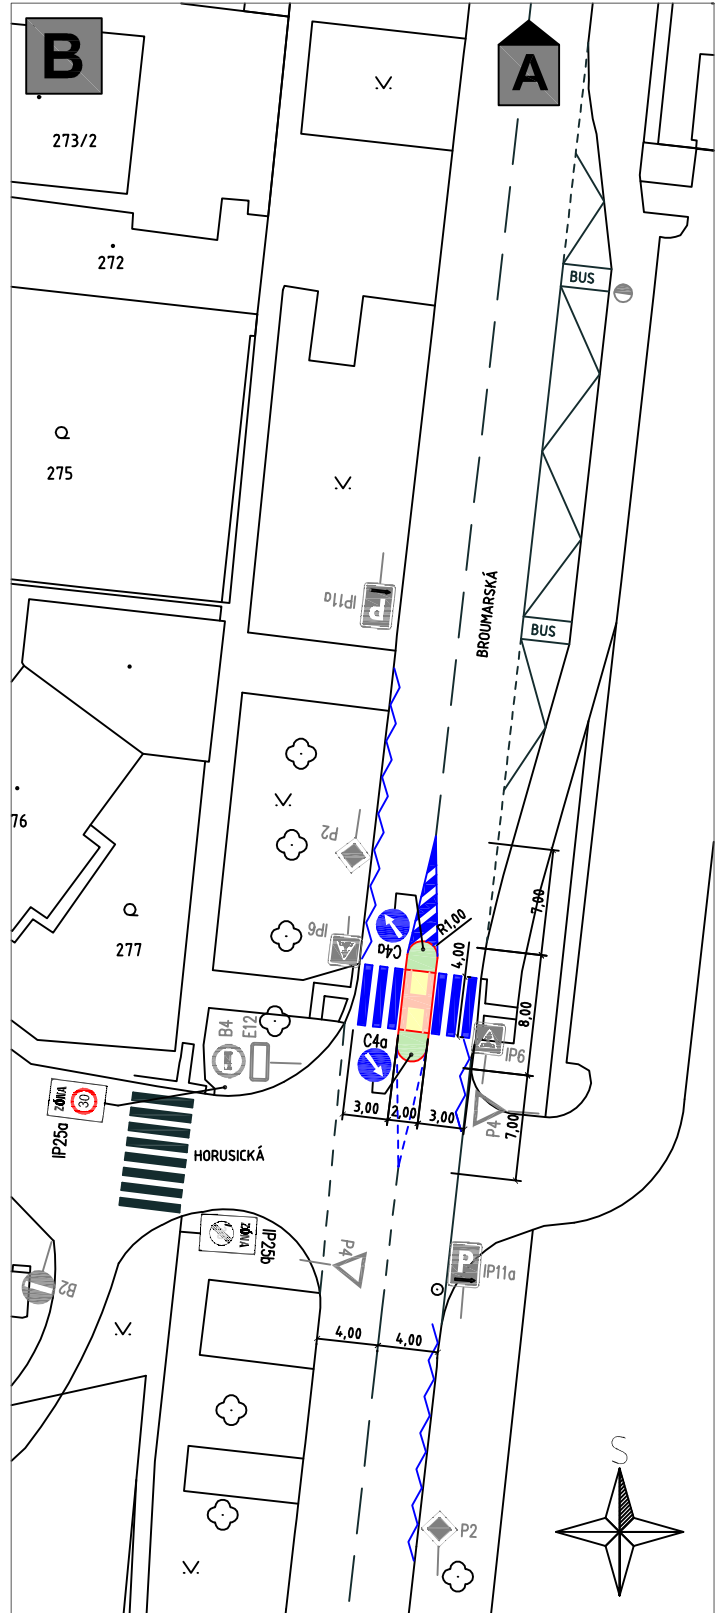 B
A
273/2
272
BUS
275
IP11a
P
BUS
BROUMARSKÁ
P2
76
277
7,00
IP6
C4a
R1,00
4,00
8,00
B4
E12
C4a
IP6
ZÓNA
30
IP25a
3,00
2,00
3,00
P4
7,00
HORUSICKÁ
ZÓNA
IP25b
P4
P
IP11a
B2
4,00
4,00
S
P2